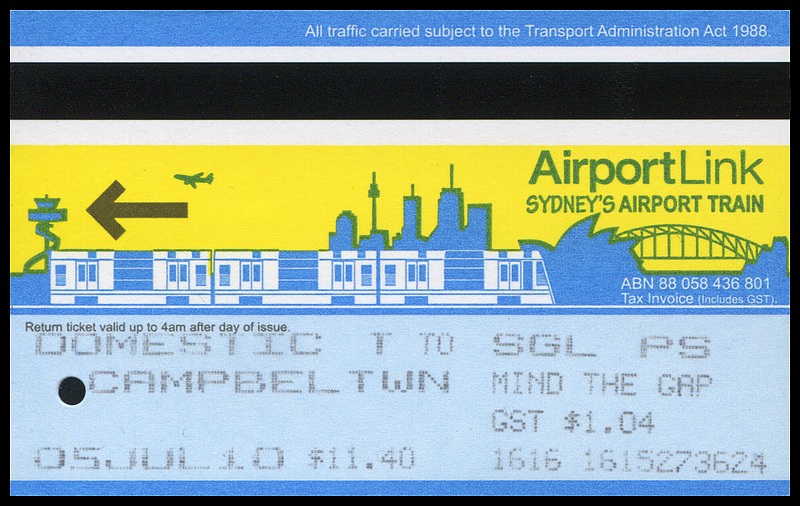 All traffic carried subject to the Transport Administration Act 1988.
AirportLink
SYDNEY'S AIRPORT TRAIN
ABN 88 058 436 801
Tax Invoice (Includes GST).
Return ticket valid up to 4am after day of issue.
DOMESTIC T TO SGL PS
CAMPBELTWN MIND THE GAP
GST $1.04
05JUL10 $11.40 1616 1615273624